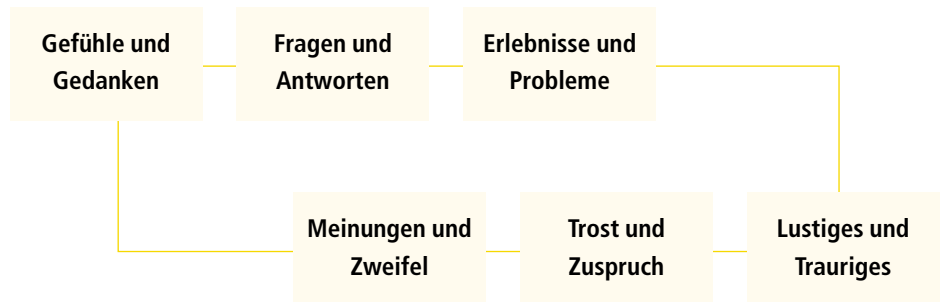 Gefühle und
Gedanken
Fragen und
Antworten
Erlebnisse und
Probleme
Meinungen und
Zweifel
Trost und
Zuspruch
Lustiges und
Trauriges